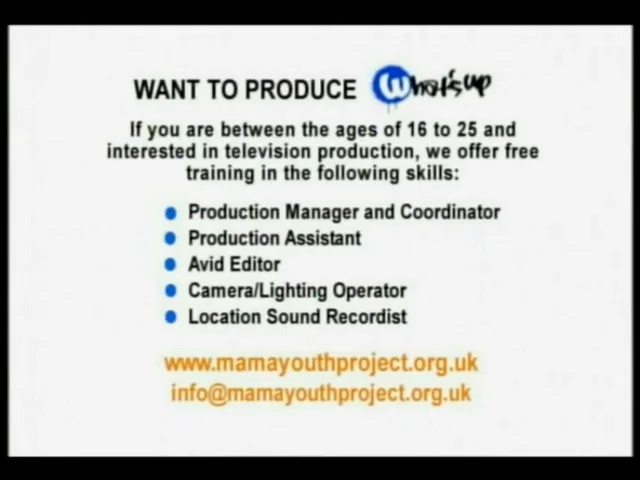 WANT TO PRODUCE What's up
If you are between the ages of 16 to 25 and
interested in television production, we offer free
training in the following skills:
Production Manager and Coordinator
Production Assistant
Avid Editor
Camera/Lighting Operator
Location Sound Recordist
www.mamayouthproject.org.uk
info@mamayouthproject.org.uk